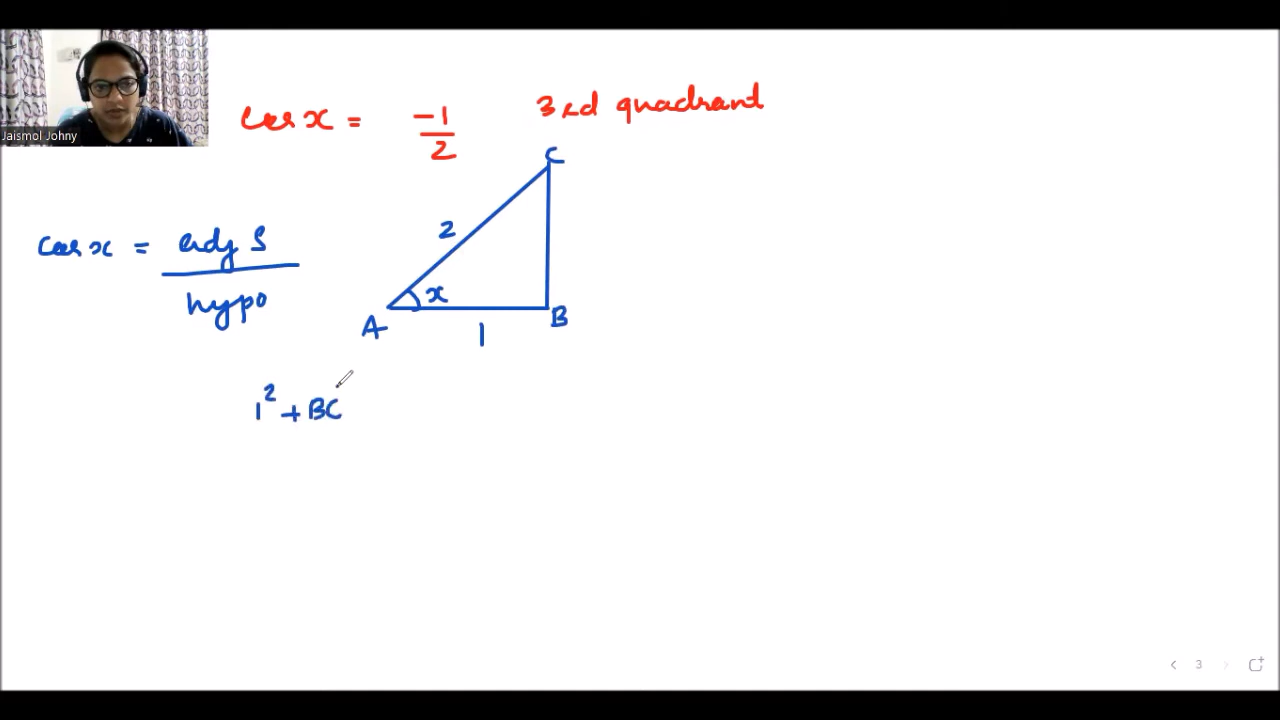 Jaismol Johny
cos x = -1/2
3rd quadrant
cos x = adj S / hypo
C
2
x
A
B
1
1² + BC
3